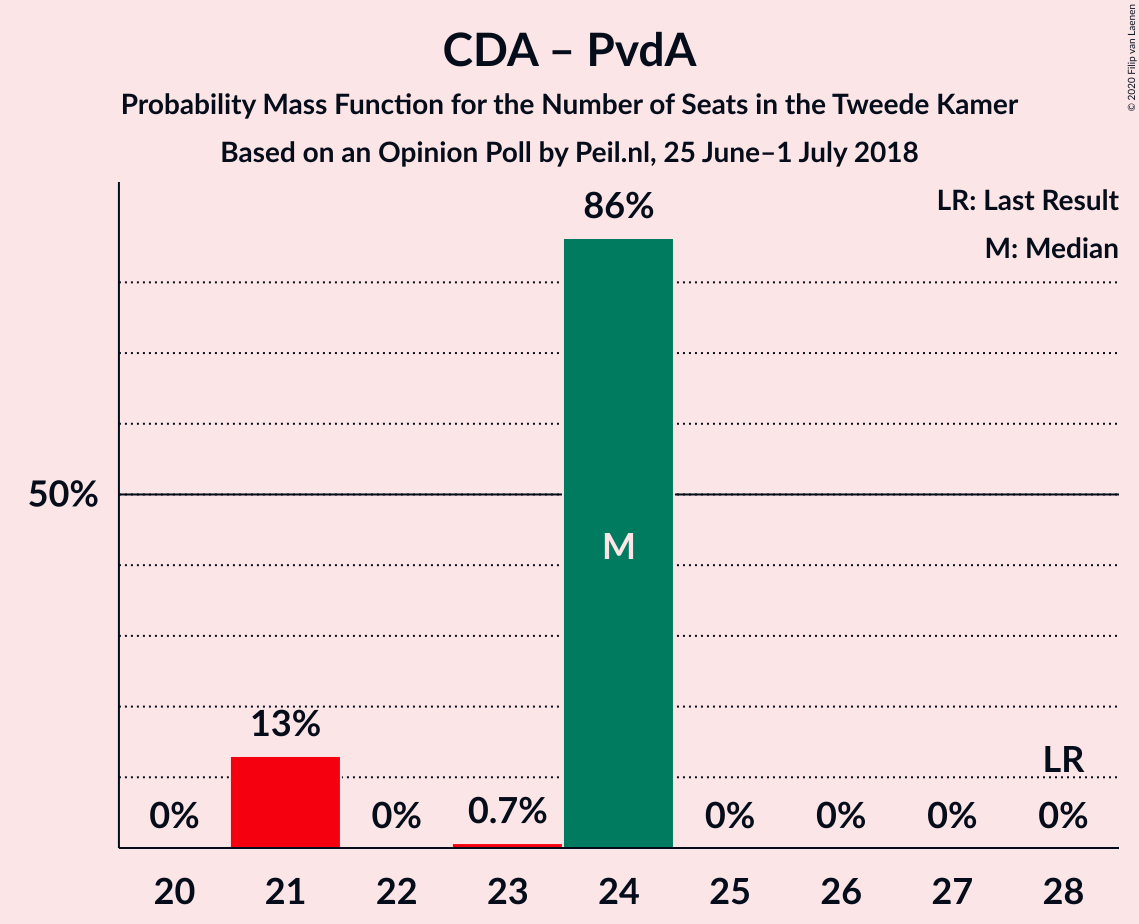 CDA – PvdA
Probability Mass Function for the Number of Seats in the Tweede Kamer
Based on an Opinion Poll by Peil.nl, 25 June–1 July 2018
© 2020 Filip van Laenen
LR: Last Result
M: Median
86%
50%
M
13%
LR
0%
0%
0.7%
0%
0%
0%
0%
20 21 22 23 24 25 26 27 28